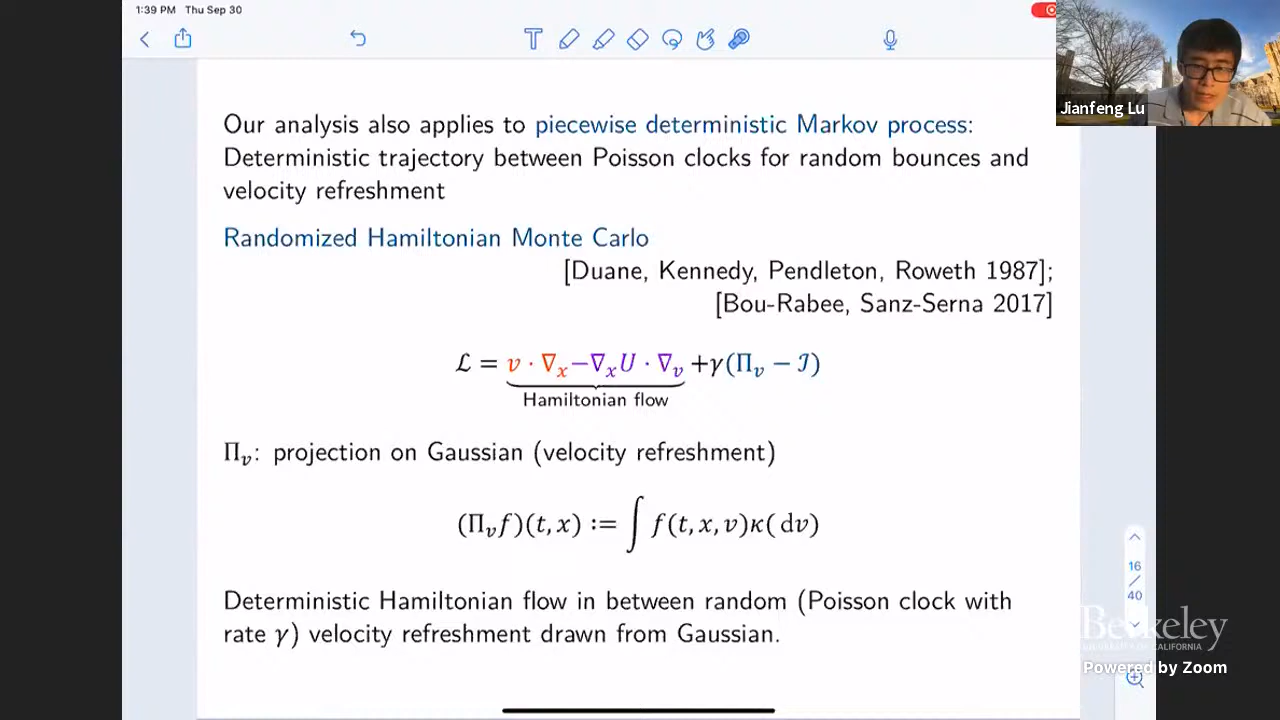 1:39 PM Thu Sep 30
Jianfeng Lu
Our analysis also applies to piecewise deterministic Markov process:
Deterministic trajectory between Poisson clocks for random bounces and
velocity refreshment
Randomized Hamiltonian Monte Carlo
[Duane, Kennedy, Pendleton, Roweth 1987];
[Bou-Rabee, Sanz-Serna 2017]
ℒ = v · ∇ₓ−∇ₓU · ∇ᵥ +γ(Πᵥ − ℐ)
Hamiltonian flow
Πᵥ: projection on Gaussian (velocity refreshment)
(Πᵥf)(t, x) := ∫ f(t, x, v)κ( dv)
Deterministic Hamiltonian flow in between random (Poisson clock with
rate γ) velocity refreshment drawn from Gaussian.
16
/
40
Berkeley
UNIVERSITY OF CALIFORNIA
Powered by Zoom